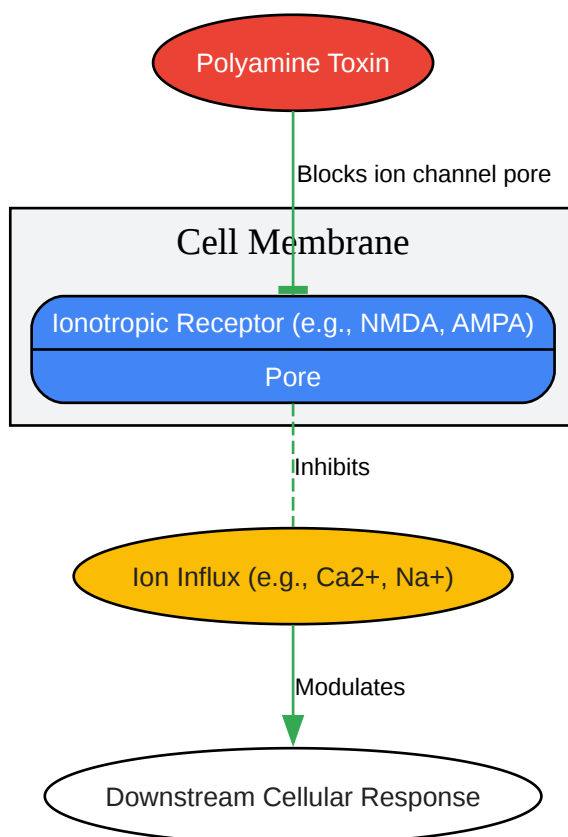 Polyamine Toxin
Blocks ion channel pore
Cell Membrane
Ionotropic Receptor (e.g., NMDA, AMPA)
Pore
Inhibits
Ion Influx (e.g., Ca2+, Na+)
Modulates
Downstream Cellular Response